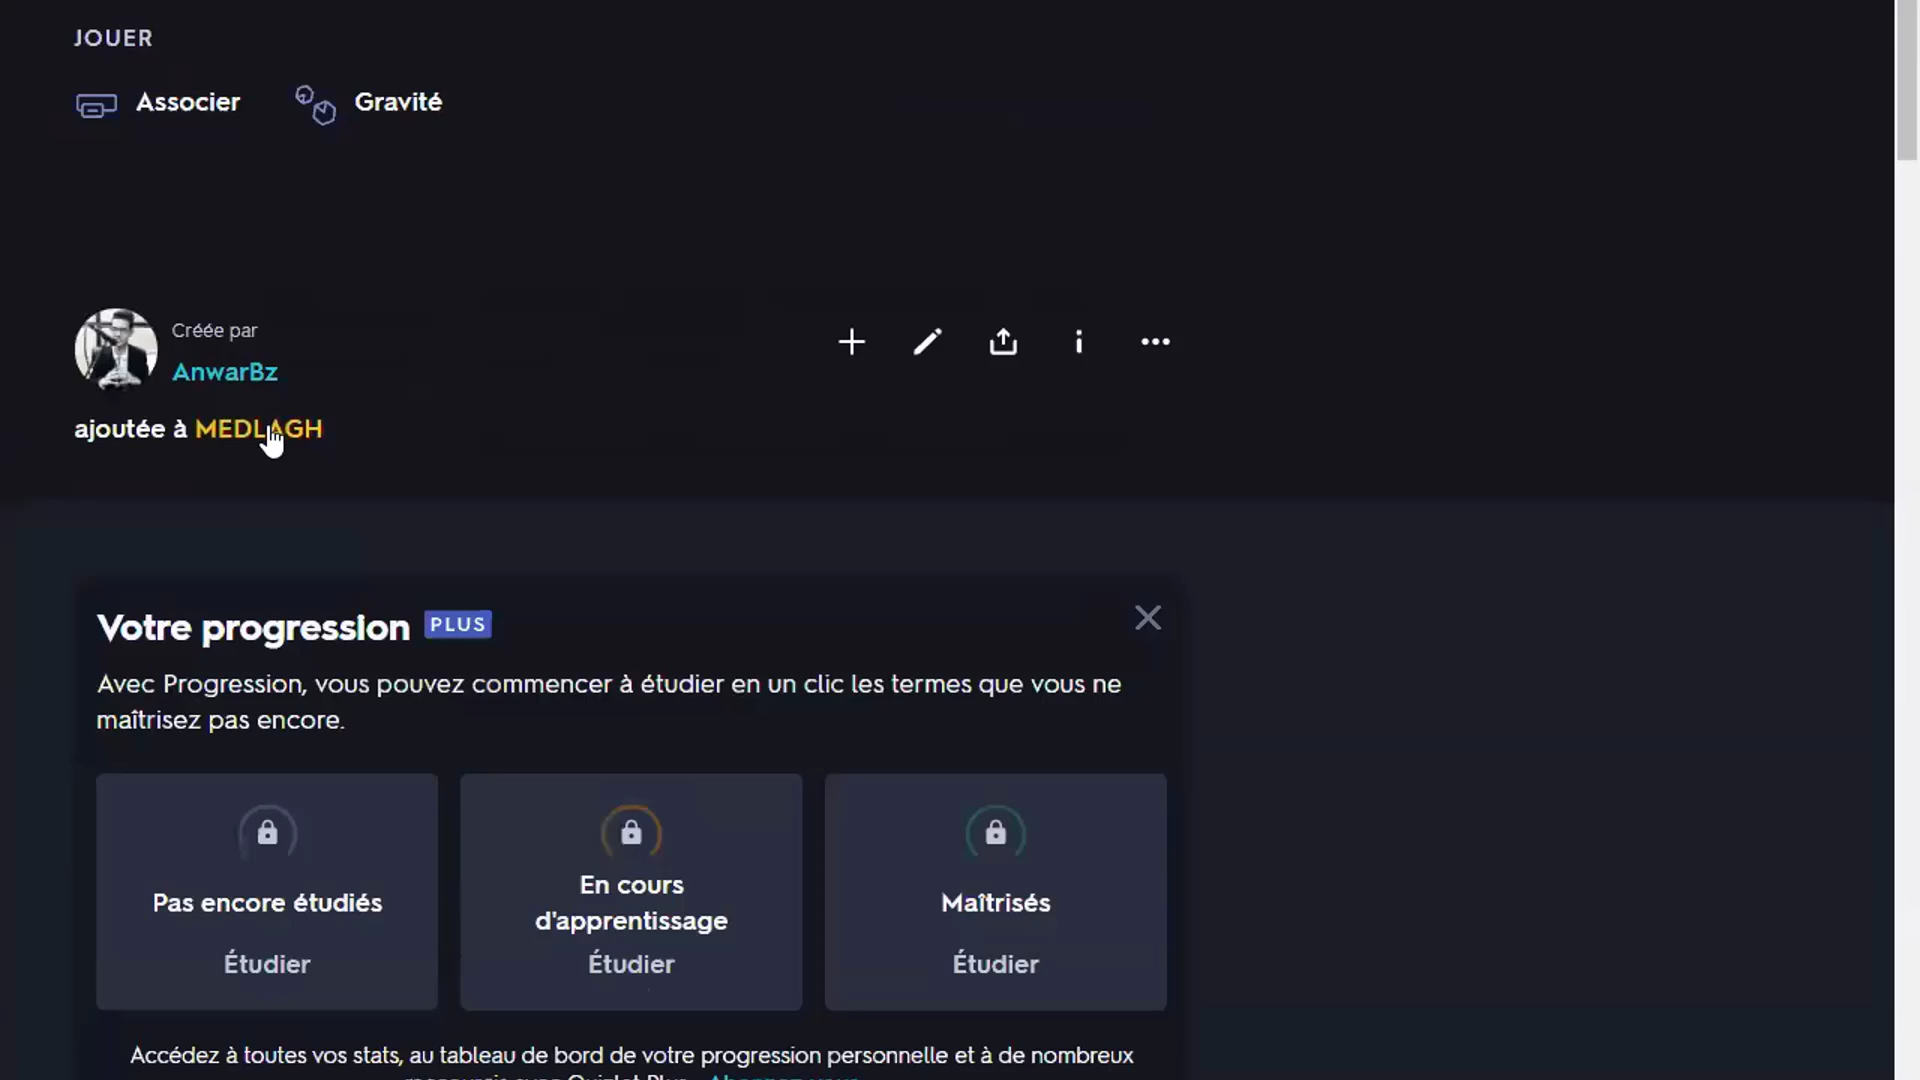 JOUER
Associer Gravité
Créée par
AnwarBz
ajoutée à MEDLAGH
Votre progression PLUS
Avec Progression, vous pouvez commencer à étudier en un clic les termes que vous ne
maîtrisez pas encore.
Pas encore étudiés
Étudier
En cours
d'apprentissage
Étudier
Maîtrisés
Étudier
Accédez à toutes vos stats, au tableau de bord de votre progression personnelle et à de nombreux